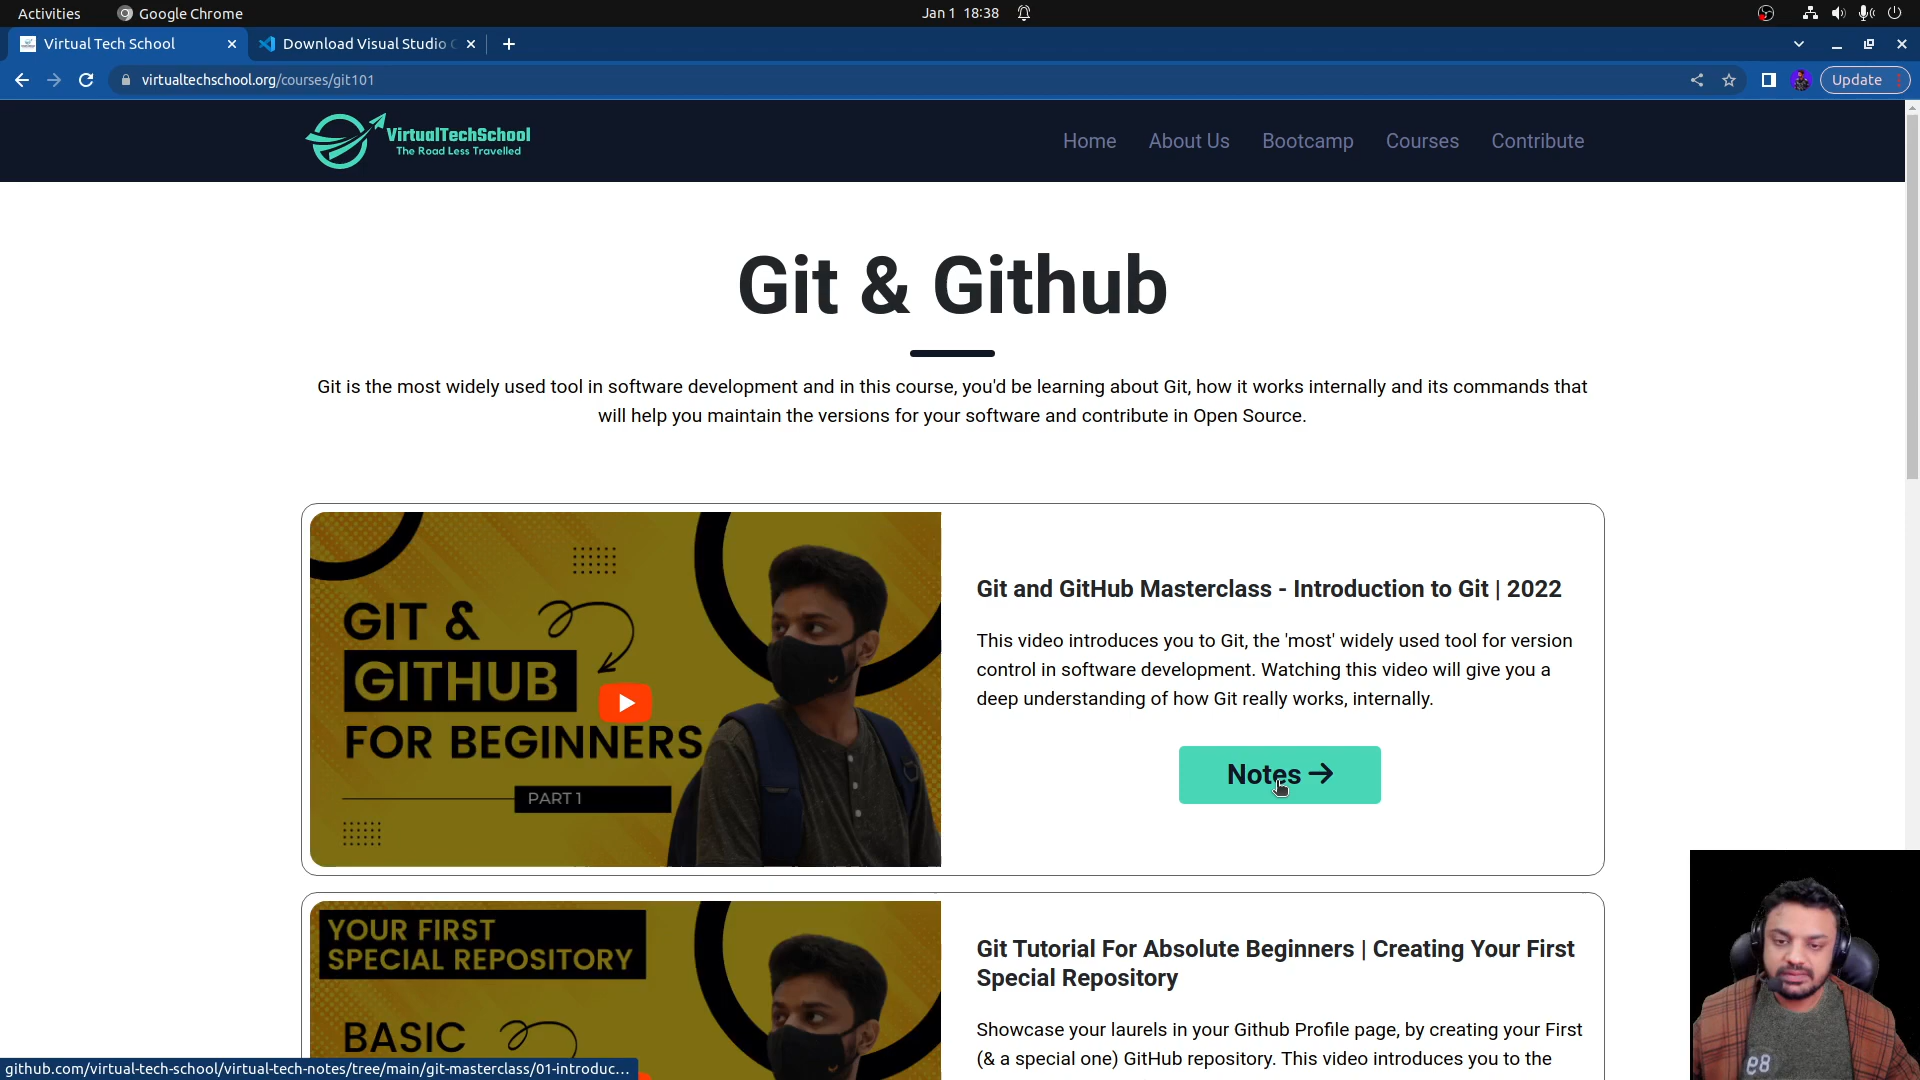 Activities
Google Chrome
Jan 1 18:38
Virtual Tech School
Download Visual Studio C
virtualtechschool.org/courses/git101
Update
VirtualTechSchool
The Road Less Travelled
Home
About Us
Bootcamp
Courses
Contribute
Git & Github
Git is the most widely used tool in software development and in this course, you'd be learning about Git, how it works internally and its commands that
will help you maintain the versions for your software and contribute in Open Source.
GIT &
GITHUB
FOR BEGINNERS
PART 1
Git and GitHub Masterclass - Introduction to Git | 2022
This video introduces you to Git, the 'most' widely used tool for version
control in software development. Watching this video will give you a
deep understanding of how Git really works, internally.
Notes
YOUR FIRST
SPECIAL REPOSITORY
BASIC
Git Tutorial For Absolute Beginners | Creating Your First
Special Repository
Showcase your laurels in your Github Profile page, by creating your First
(& a special one) GitHub repository. This video introduces you to the
github.com/virtual-tech-school/virtual-tech-notes/tree/main/git-masterclass/01-introduc...